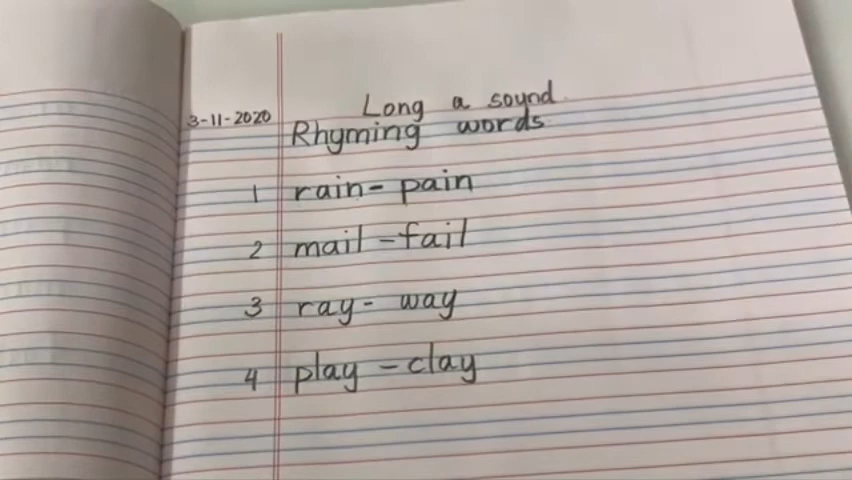 Long a sound
3-11-2020 Rhyming words
1 rain- pain
2 mail -fail
3 ray- way
4 play -clay